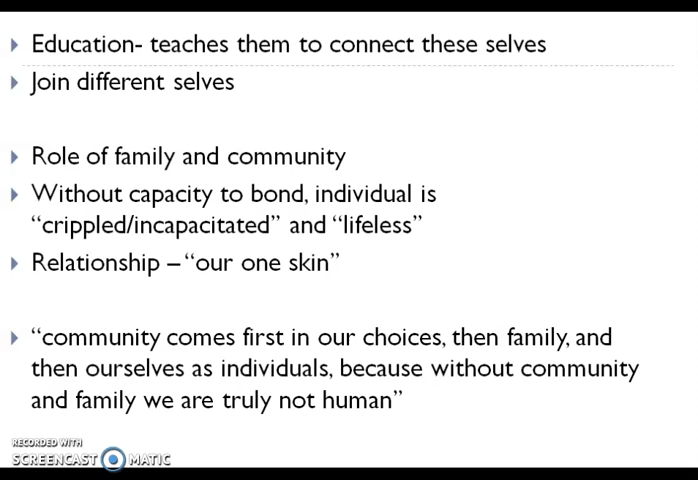 Education- teaches them to connect these selves
Join different selves
Role of family and community
Without capacity to bond, individual is
“crippled/incapacitated” and “lifeless”
Relationship – “our one skin”
“community comes first in our choices, then family, and
then ourselves as individuals, because without community
and family we are truly not human”
RECORDED WITH
SCREENCAST MATIC